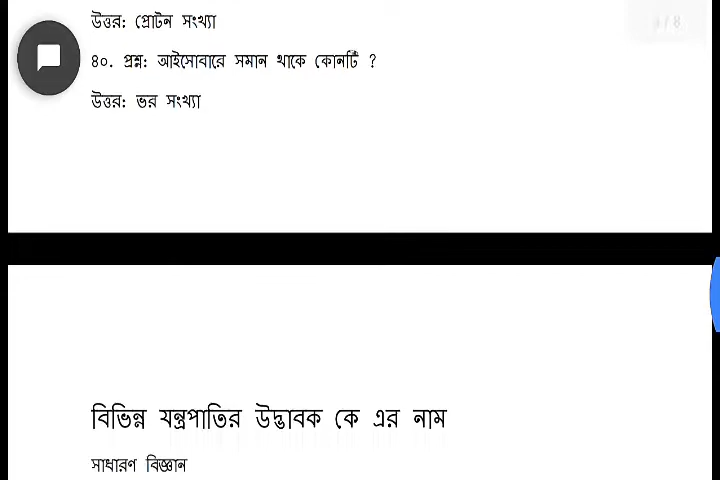 উত্তর: প্রোটন সংখ্যা
৪০. প্রশ্ন: আইসোবারে সমান থাকে কোনটি ?
উত্তর: ভর সংখ্যা
বিভিন্ন যন্ত্রপাতির উদ্ভাবক কে এর নাম
সাধারণ বিজ্ঞান